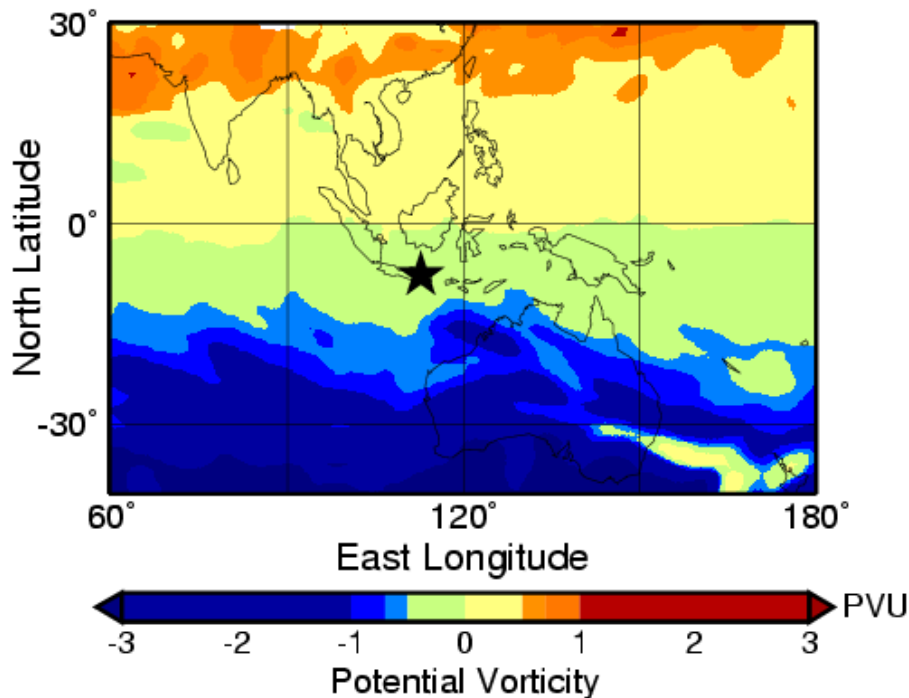 30°
0°
-30°
North Latitude
60° 120° 180°
East Longitude
-3 -2 -1 0 1 2 3 PVU
Potential Vorticity